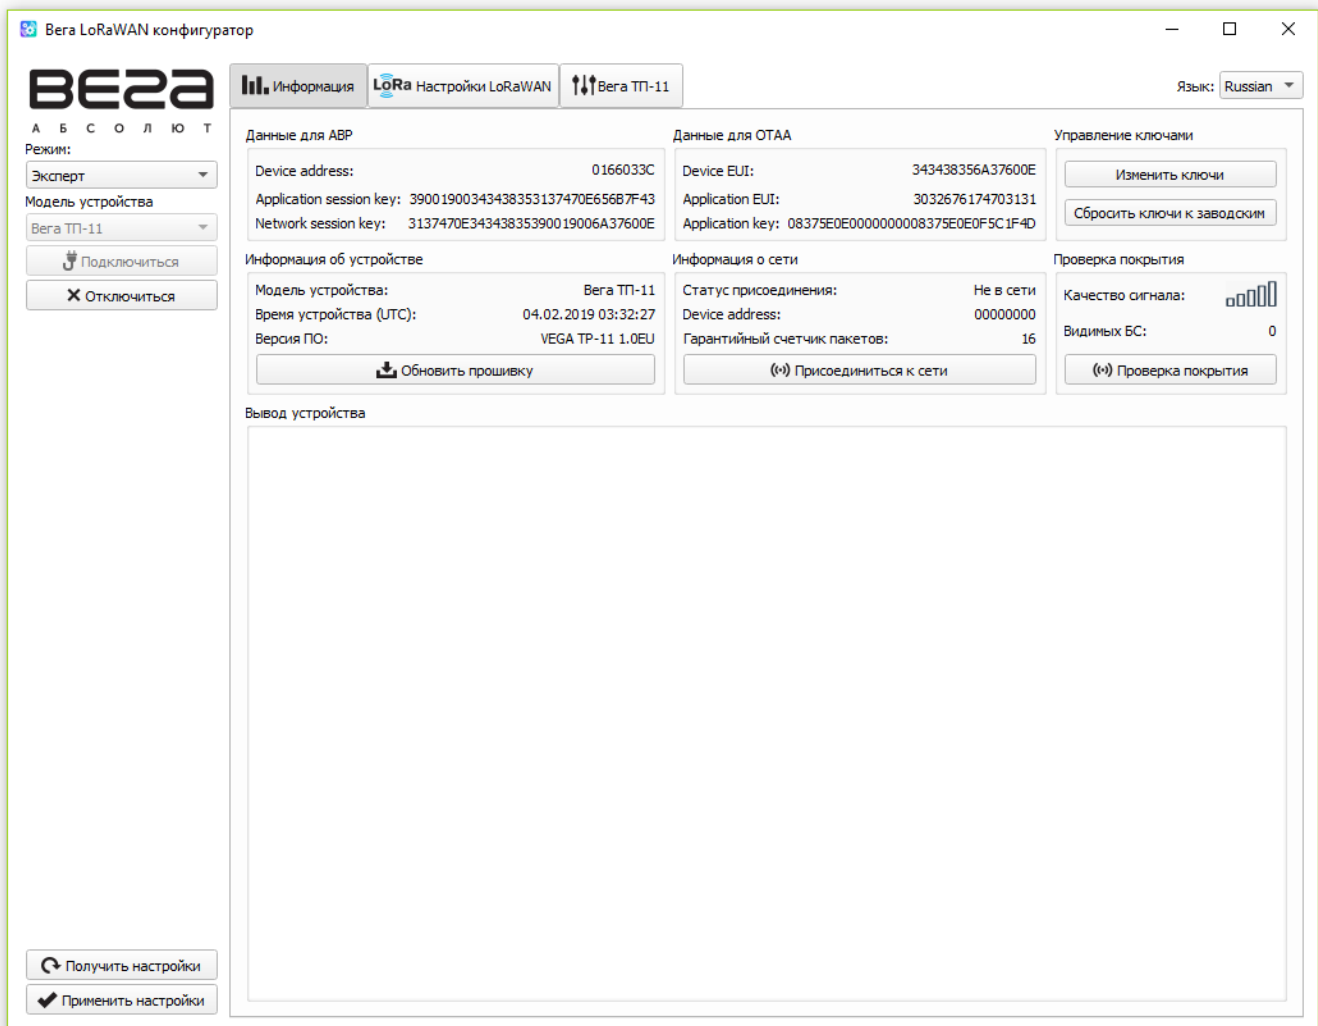 Вега LoRaWAN конфигуратор
ВЕГА
АБСОЛЮТ
Режим:
Эксперт
Модель устройства
Вега ТП-11
Подключиться
Отключиться
Получить настройки
Применить настройки
Информация
LoRa Настройки LoRaWAN
Вега ТП-11
Язык: Russian
Данные для ABP
Device address: 0166033C
Application session key: 39001900343438353137470E656B7F43
Network session key: 3137470E34343835390019006A37600E
Данные для OTAA
Device EUI: 343438356A37600E
Application EUI: 3032676174703131
Application key: 08375E0E0000000008375E0E0F5C1F4D
Управление ключами
Изменить ключи
Сбросить ключи к заводским
Информация об устройстве
Модель устройства: Вега ТП-11
Время устройства (UTC): 04.02.2019 03:32:27
Версия ПО: VEGA TP-11 1.0EU
Обновить прошивку
Информация о сети
Статус присоединения: Не в сети
Device address: 00000000
Гарантийный счетчик пакетов: 16
Присоединиться к сети
Проверка покрытия
Качество сигнала:
Видимых БС: 0
Проверка покрытия
Вывод устройства